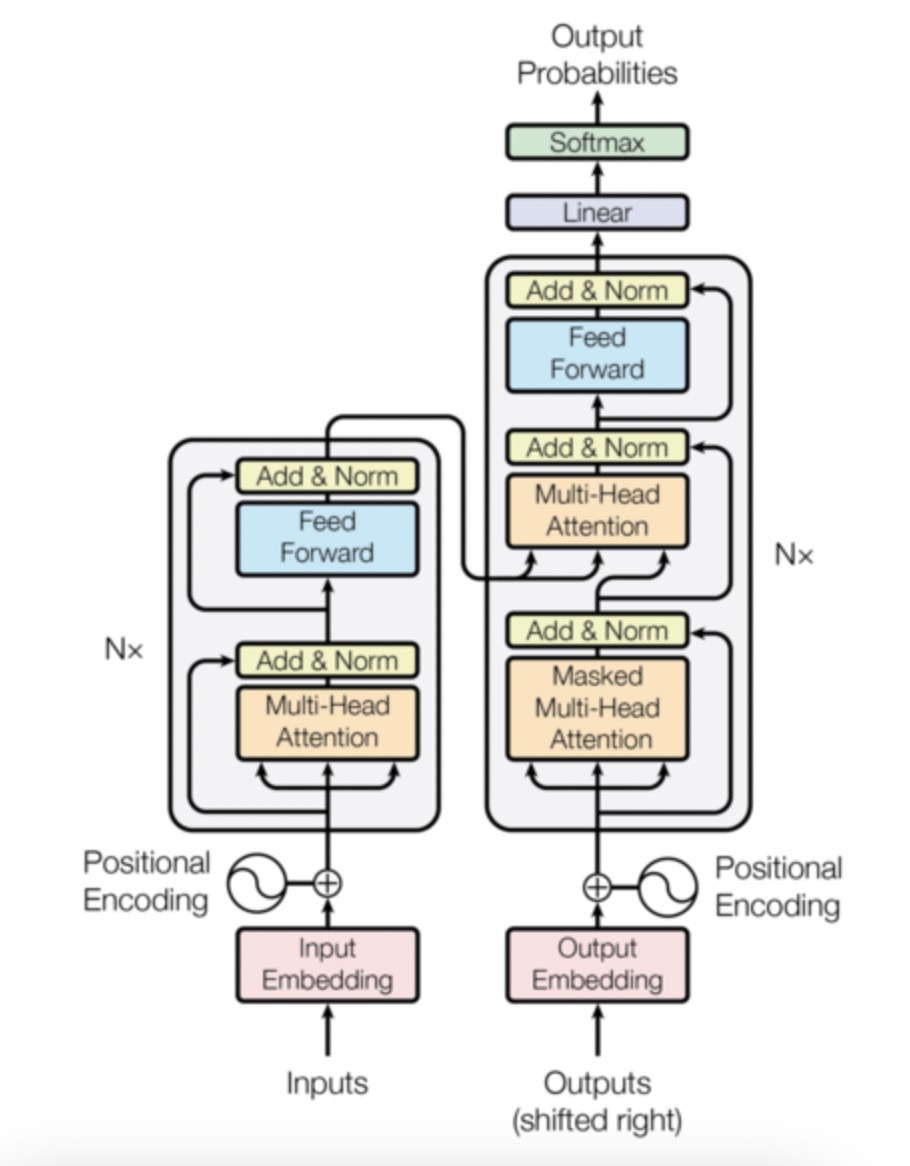 Output
Probabilities
Softmax
Linear
Add & Norm
Feed
Forward
Add & Norm
Multi-Head
Attention
Nx
Add & Norm
Masked
Multi-Head
Attention
Add & Norm
Feed
Forward
Nx
Add & Norm
Multi-Head
Attention
Positional
Encoding
Positional
Encoding
Input
Embedding
Output
Embedding
Inputs
Outputs
(shifted right)